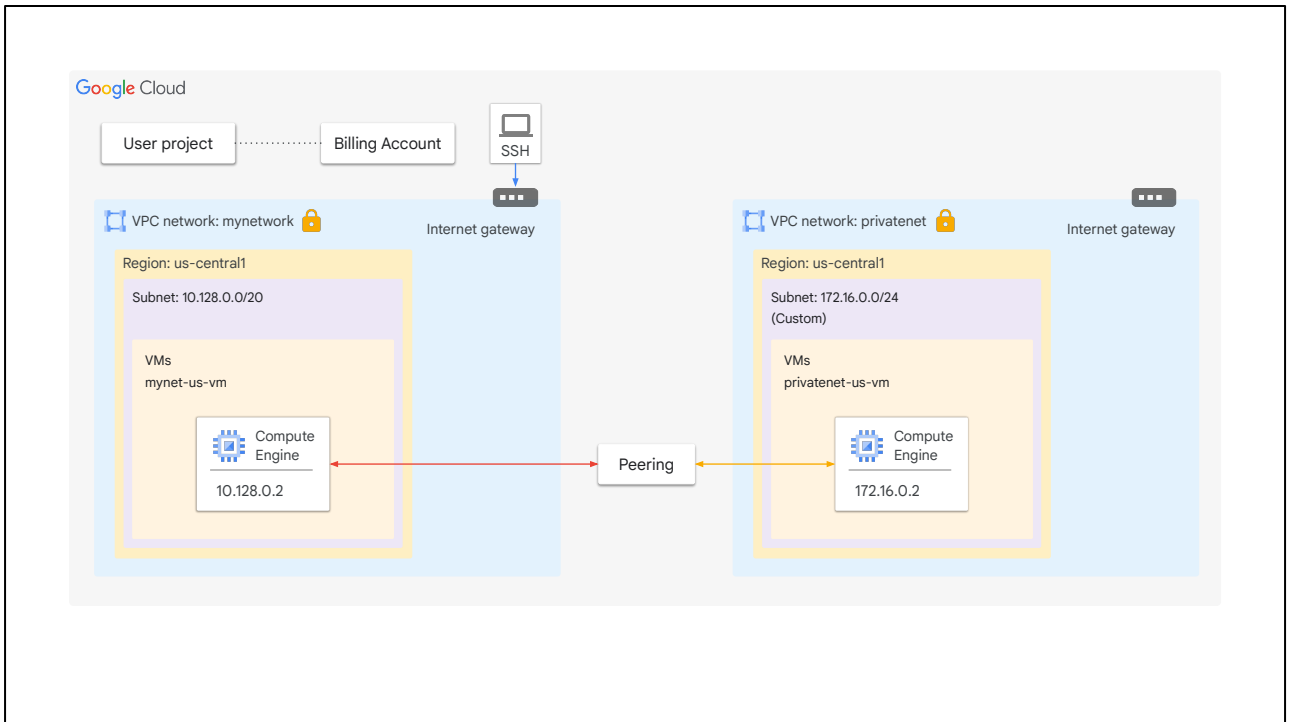 Google Cloud
User project
Billing Account
SSH
VPC network: mynetwork
Internet gateway
Region: us-central1
Subnet: 10.128.0.0/20
VMs
mynet-us-vm
Compute
Engine
10.128.0.2
Peering
VPC network: privatenet
Internet gateway
Region: us-central1
Subnet: 172.16.0.0/24
(Custom)
VMs
privatenet-us-vm
Compute
Engine
172.16.0.2